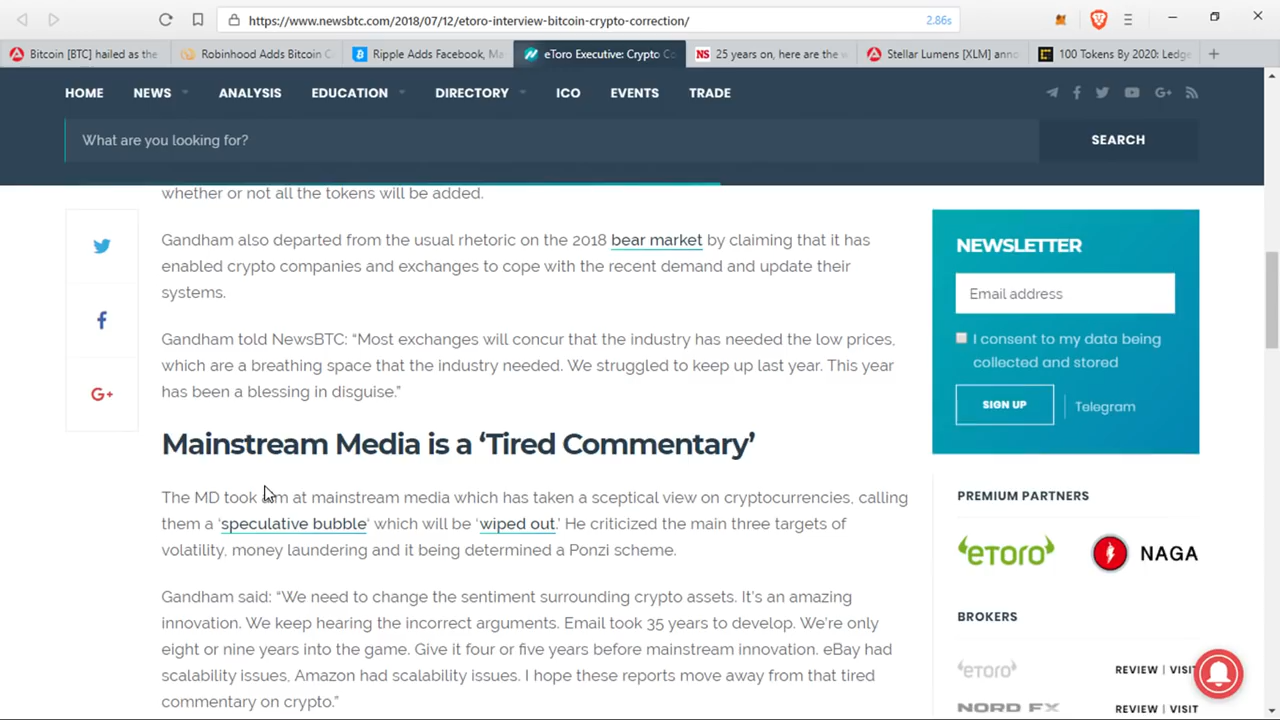 https://www.newsbtc.com/2018/07/12/etoro-interview-bitcoin-crypto-correction/
2.86s
Bitcoin [BTC] hailed as the
Robinhood Adds Bitcoin C
Ripple Adds Facebook, Ma
eToro Executive: Crypto Co
NS 25 years on, here are the w
Stellar Lumens [XLM] anno
100 Tokens By 2020: Ledge
HOME NEWS ANALYSIS EDUCATION DIRECTORY ICO EVENTS TRADE
What are you looking for?
SEARCH
whether or not all the tokens will be added.
Gandham also departed from the usual rhetoric on the 2018 bear market by claiming that it has
enabled crypto companies and exchanges to cope with the recent demand and update their
systems.
Gandham told NewsBTC: “Most exchanges will concur that the industry has needed the low prices,
which are a breathing space that the industry needed. We struggled to keep up last year. This year
has been a blessing in disguise.”
Mainstream Media is a ‘Tired Commentary’
The MD took aim at mainstream media which has taken a sceptical view on cryptocurrencies, calling
them a ‘speculative bubble‘ which will be ‘wiped out.’ He criticized the main three targets of
volatility, money laundering and it being determined a Ponzi scheme.
Gandham said: “We need to change the sentiment surrounding crypto assets. It’s an amazing
innovation. We keep hearing the incorrect arguments. Email took 35 years to develop. We’re only
eight or nine years into the game. Give it four or five years before mainstream innovation. eBay had
scalability issues, Amazon had scalability issues. I hope these reports move away from that tired
commentary on crypto.”
NEWSLETTER
Email address
I consent to my data being
collected and stored
SIGN UP
Telegram
PREMIUM PARTNERS
eToro
NAGA
BROKERS
eToro
REVIEW | VISIT
NORD FX
REVIEW | VISIT